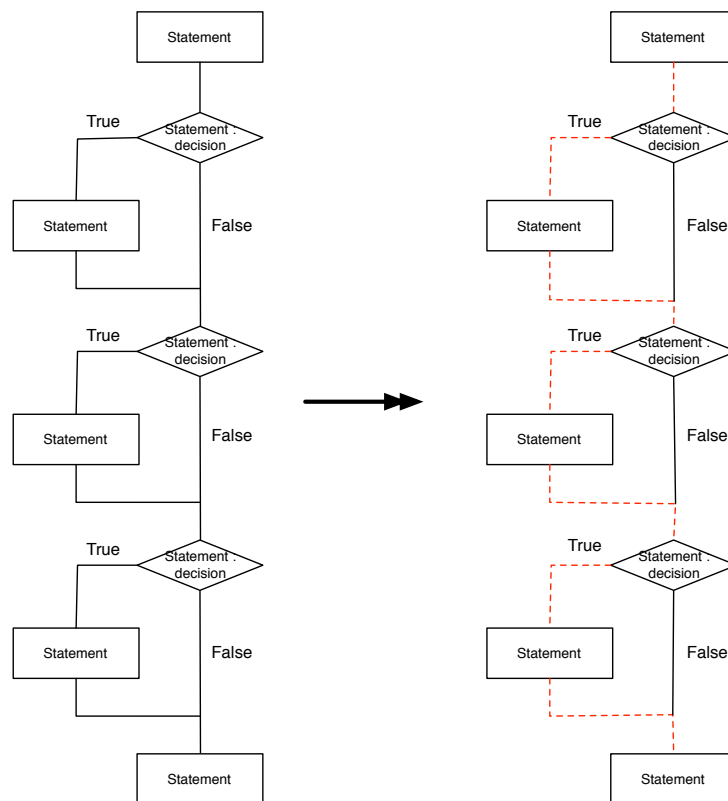 Statement
True
Statement :
decision
Statement
False
True
Statement :
decision
Statement
False
True
Statement :
decision
Statement
False
Statement
Statement
True
Statement :
decision
Statement
False
True
Statement :
decision
Statement
False
True
Statement :
decision
Statement
False
Statement